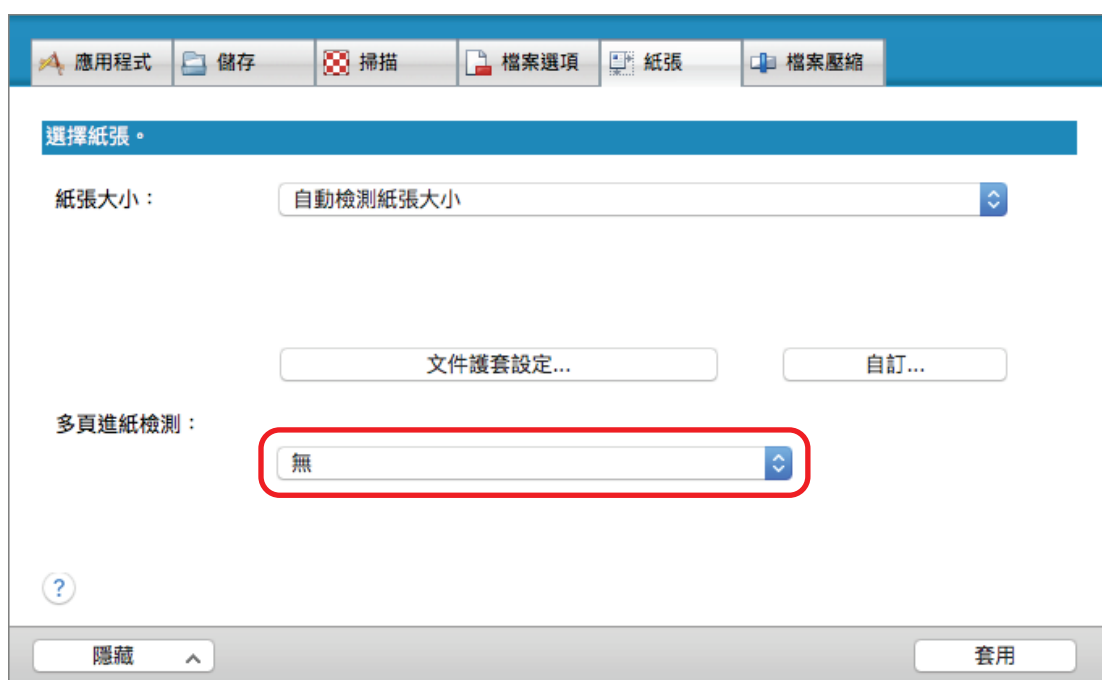 應用程式 儲存 掃描 檔案選項 紙張 檔案壓縮
選擇紙張。
紙張大小： 自動檢測紙張大小
文件護套設定... 自訂...
多頁進紙檢測：
無
?
隱藏 套用